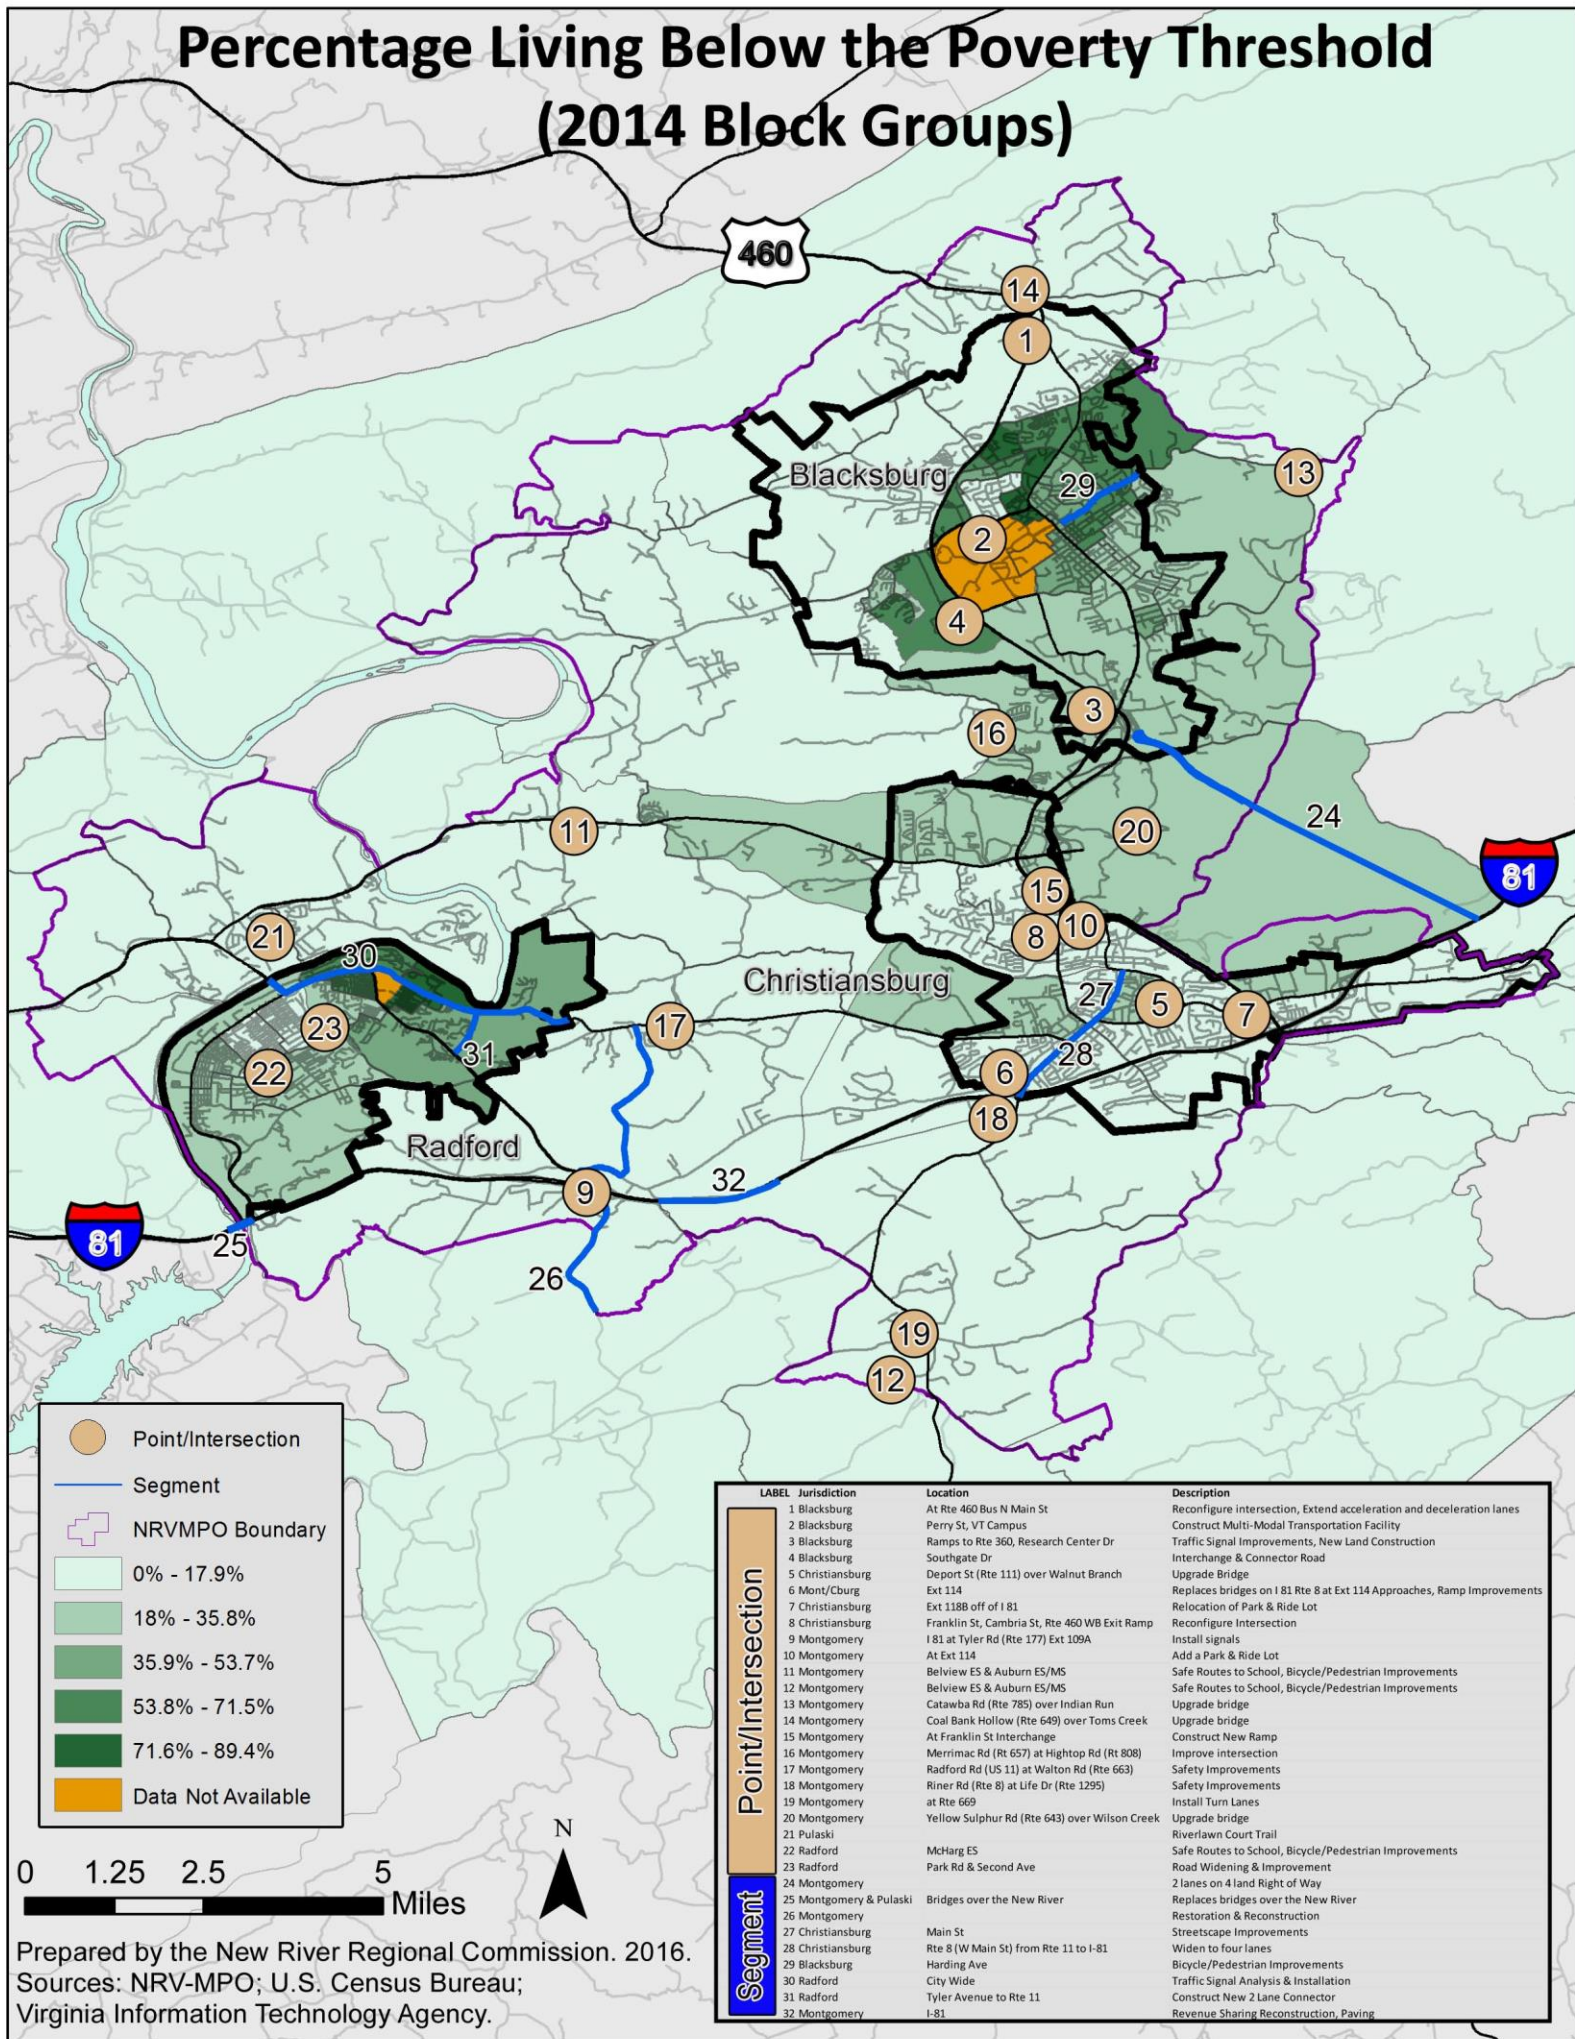 Percentage Living Below the Poverty Threshold
(2014 Block Groups)
460
14
1
Blacksburg
13
29
2
4
3
16
24
11
20
81
15
10
8
21
30
Christiansburg
27
5
7
23
17
31
28
22
6
18
Radford
9
32
81
25
26
19
12
Point/Intersection
Segment
NRVMPO Boundary
0% - 17.9%
18% - 35.8%
35.9% - 53.7%
53.8% - 71.5%
71.6% - 89.4%
Data Not Available
N
0 1.25 2.5 5
Miles
Prepared by the New River Regional Commission. 2016.
Sources: NRV-MPO; U.S. Census Bureau;
Virginia Information Technology Agency.
LABEL Jurisdiction Location Description
Point/Intersection
1 Blacksburg At Rte 460 Bus N Main St Reconfigure intersection, Extend acceleration and deceleration lanes
2 Blacksburg Perry St, VT Campus Construct Multi-Modal Transportation Facility
3 Blacksburg Ramps to Rte 360, Research Center Dr Traffic Signal Improvements, New Land Construction
4 Blacksburg Southgate Dr Interchange & Connector Road
5 Christiansburg Deport St (Rte 111) over Walnut Branch Upgrade Bridge
6 Mont/Cburg Ext 114 Replaces bridges on I 81 Rte 8 at Ext 114 Approaches, Ramp Improvements
7 Christiansburg Ext 118B off of I 81 Relocation of Park & Ride Lot
8 Christiansburg Franklin St, Cambria St, Rte 460 WB Exit Ramp Reconfigure Intersection
9 Montgomery I 81 at Tyler Rd (Rte 177) Ext 109A Install signals
10 Montgomery At Ext 114 Add a Park & Ride Lot
11 Montgomery Belview ES & Auburn ES/MS Safe Routes to School, Bicycle/Pedestrian Improvements
12 Montgomery Belview ES & Auburn ES/MS Safe Routes to School, Bicycle/Pedestrian Improvements
13 Montgomery Catawba Rd (Rte 785) over Indian Run Upgrade bridge
14 Montgomery Coal Bank Hollow (Rte 649) over Toms Creek Upgrade bridge
15 Montgomery At Franklin St Interchange Construct New Ramp
16 Montgomery Merrimac Rd (Rt 657) at Hightop Rd (Rt 808) Improve intersection
17 Montgomery Radford Rd (US 11) at Walton Rd (Rte 663) Safety Improvements
18 Montgomery Riner Rd (Rte 8) at Life Dr (Rte 1295) Safety Improvements
19 Montgomery at Rte 669 Install Turn Lanes
20 Montgomery Yellow Sulphur Rd (Rte 643) over Wilson Creek Upgrade bridge
21 Pulaski Riverlawn Court Trail
22 Radford McHarg ES Safe Routes to School, Bicycle/Pedestrian Improvements
23 Radford Park Rd & Second Ave Road Widening & Improvement
Segment
24 Montgomery 2 lanes on 4 land Right of Way
25 Montgomery & Pulaski Bridges over the New River Replaces bridges over the New River
26 Montgomery Restoration & Reconstruction
27 Christiansburg Main St Streetscape Improvements
28 Christiansburg Rte 8 (W Main St) from Rte 11 to I-81 Widen to four lanes
29 Blacksburg Harding Ave Bicycle/Pedestrian Improvements
30 Radford City Wide Traffic Signal Analysis & Installation
31 Radford Tyler Avenue to Rte 11 Construct New 2 Lane Connector
32 Montgomery I-81 Revenue Sharing Reconstruction, Paving